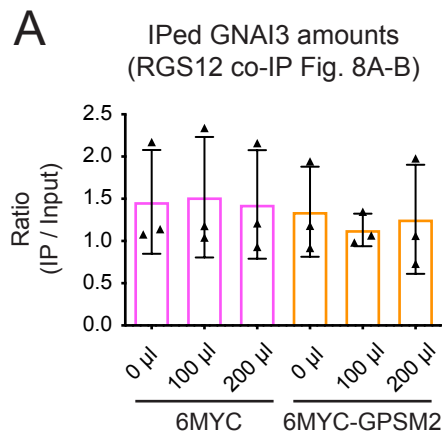 A
IPed GNAI3 amounts
(RGS12 co-IP Fig. 8A-B)
Ratio
(IP / Input)
2.5
2.0
1.5
1.0
0.5
0.0
0 µl
100 µl
200 µl
0 µl
100 µl
200 µl
6MYC
6MYC-GPSM2